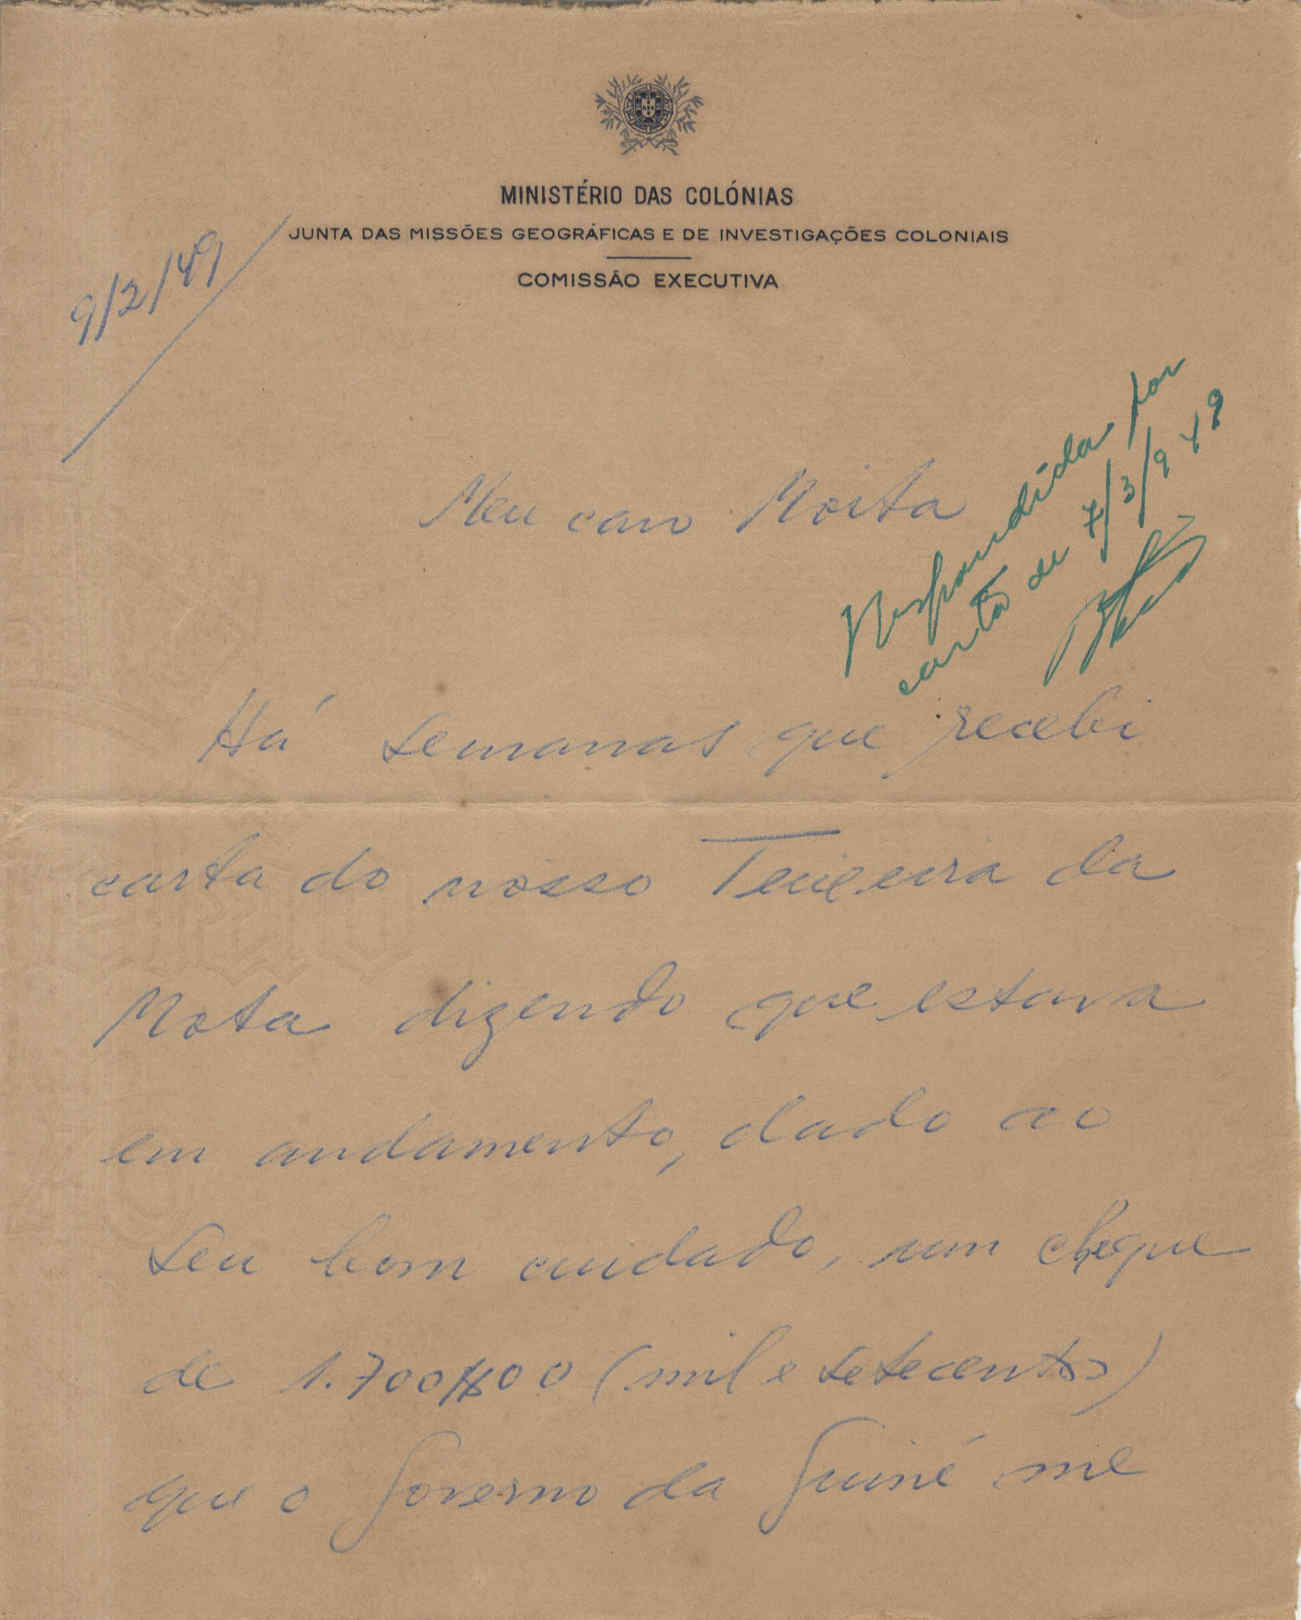 MINISTÉRIO DAS COLÓNIAS
JUNTA DAS MISSÕES GEOGRÁFICAS E DE INVESTIGAÇÕES COLONIAIS
COMISSÃO EXECUTIVA
9/2/49
Respondida por
carta de 7/3/949
Meu caro Moita
Há semanas que recebi
carta do nosso Teixeira da
Mota dizendo que estava
em andamento, dado ao
seu bom cuidado, um cheque
de 1.700$00 (mil e setecentos)
que o Governo da Guiné me